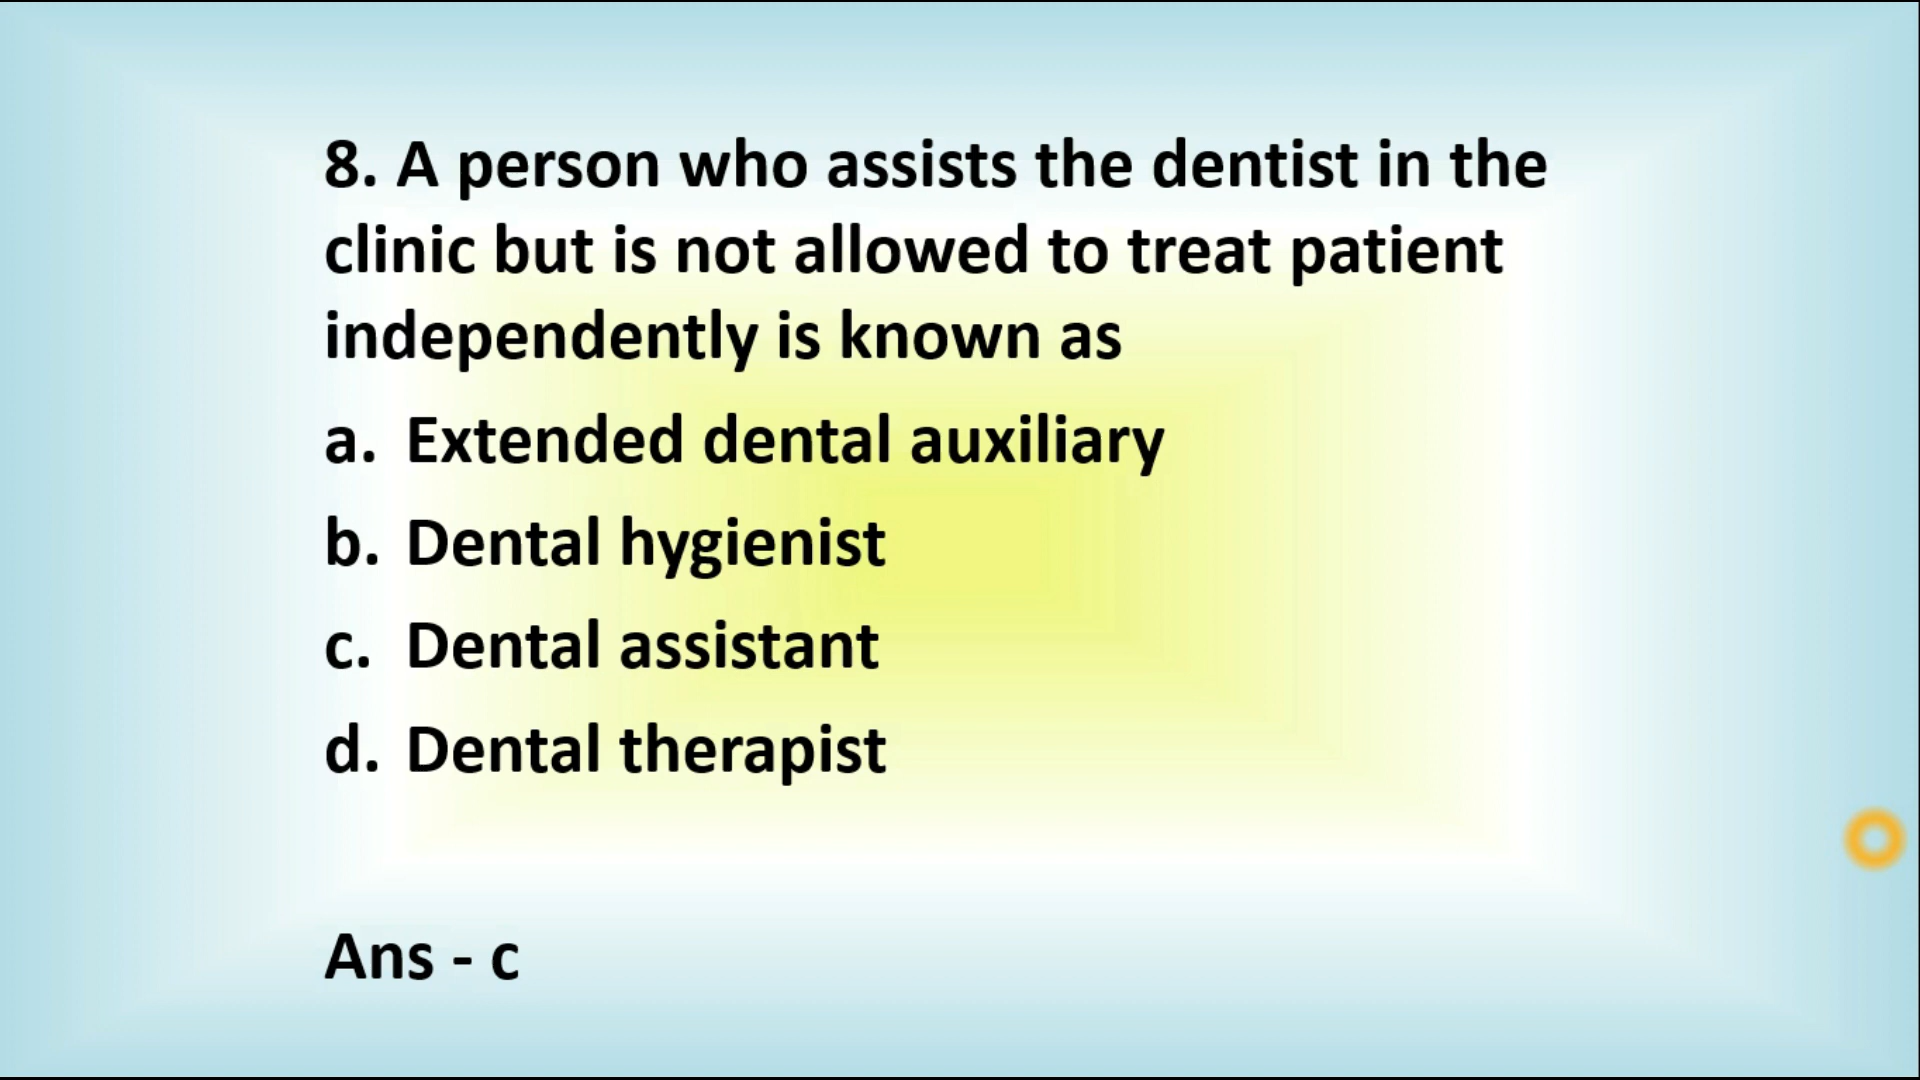 8. A person who assists the dentist in the
clinic but is not allowed to treat patient
independently is known as
a. Extended dental auxiliary
b. Dental hygienist
c. Dental assistant
d. Dental therapist
Ans - c